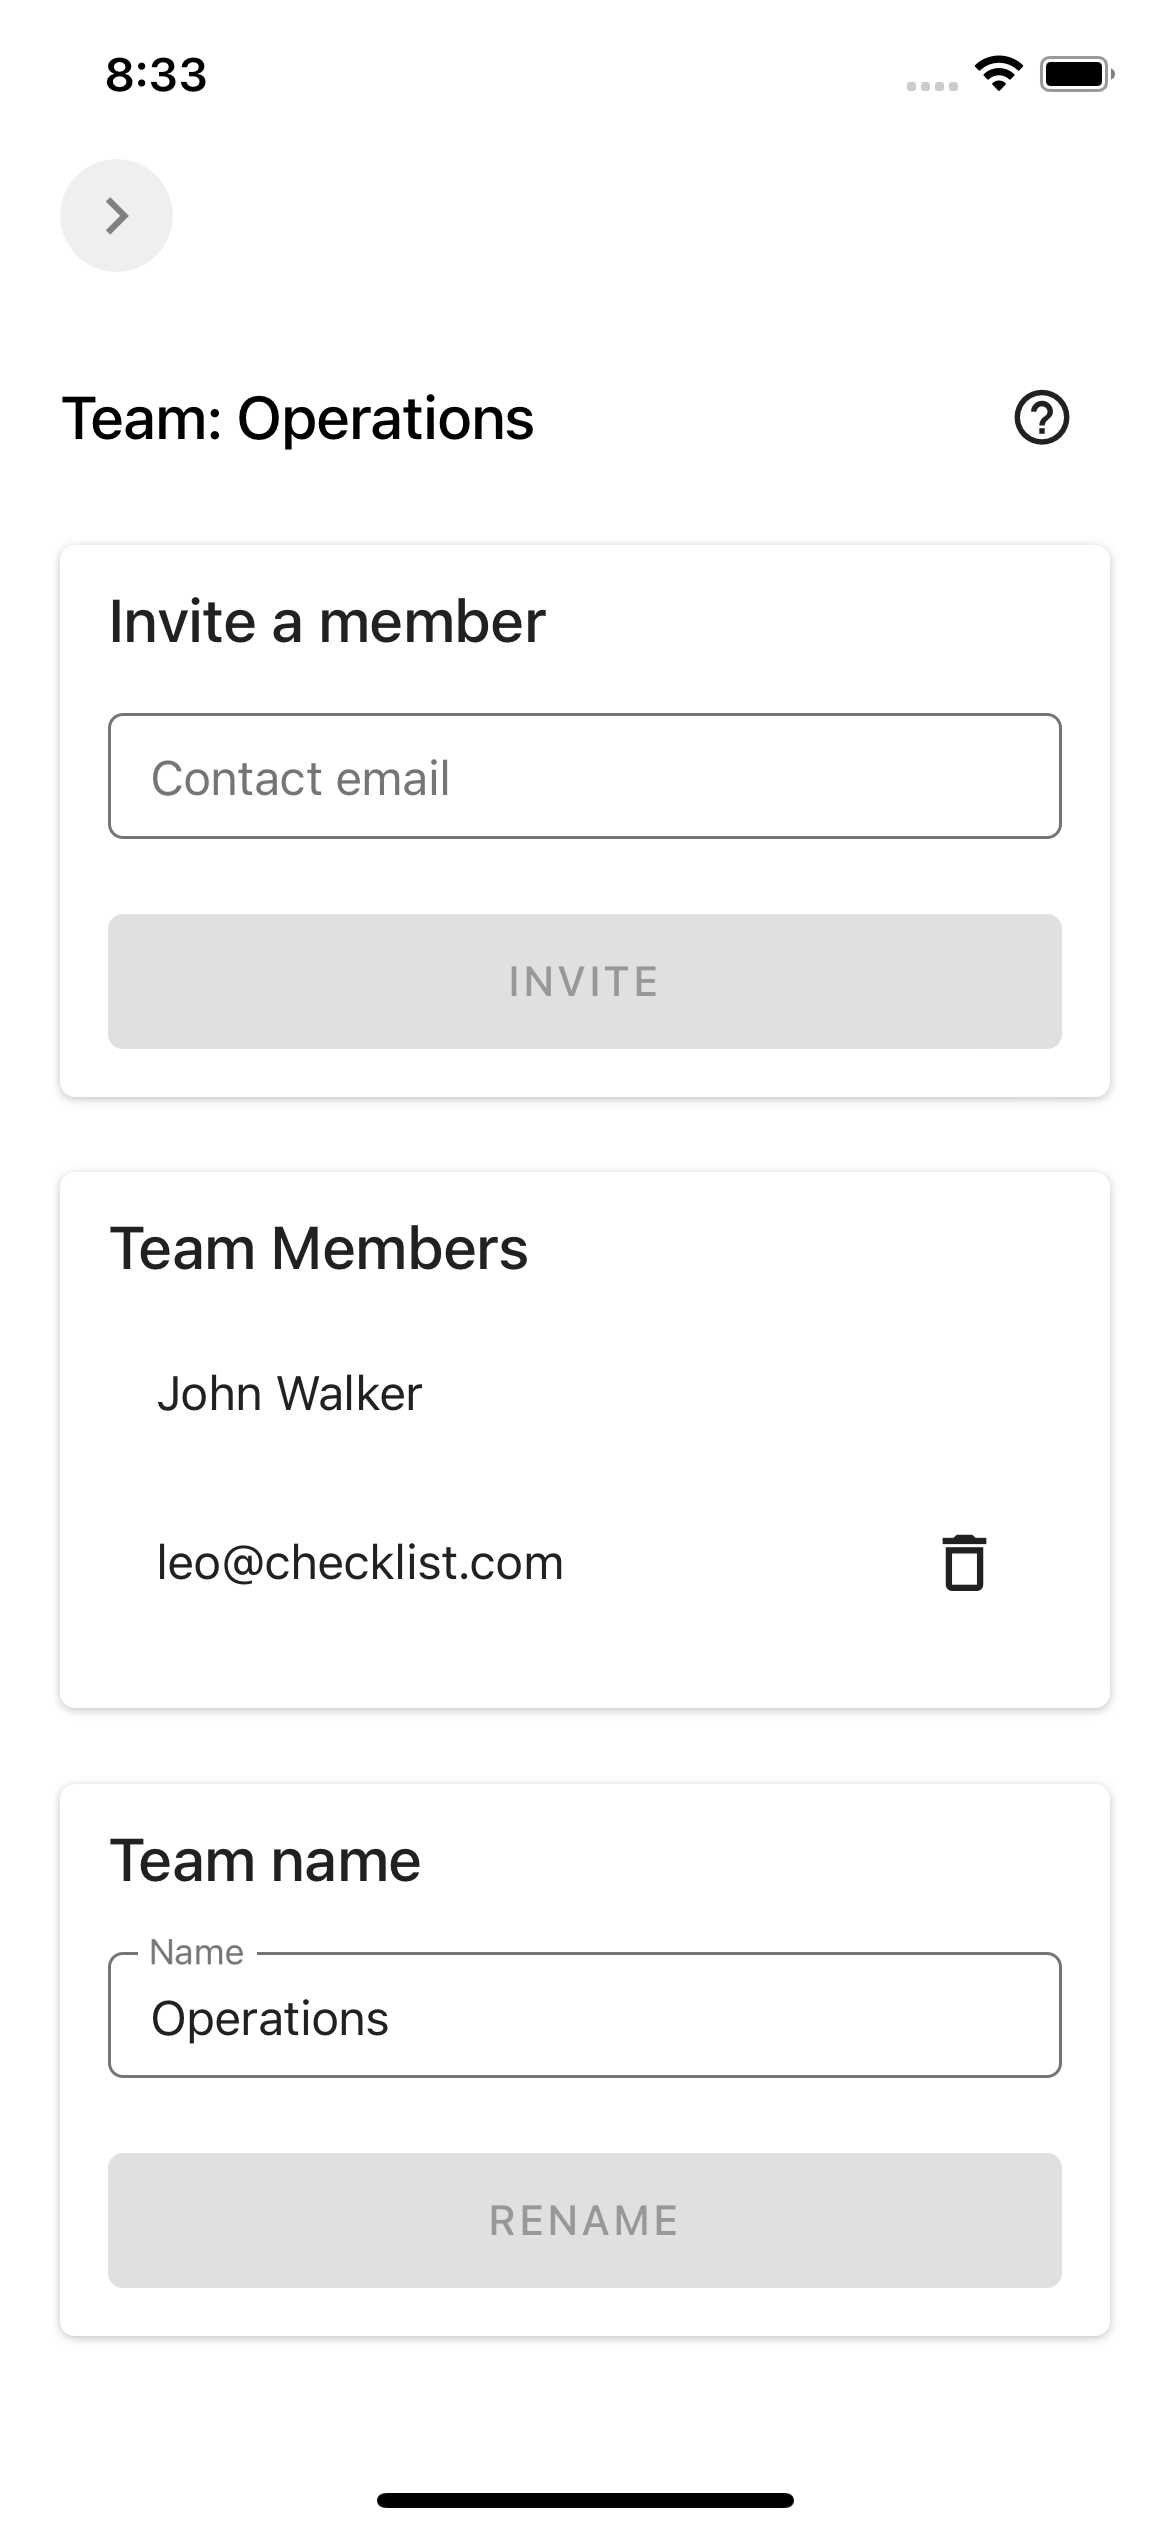 8:33
Team: Operations
Invite a member
Contact email
INVITE
Team Members
John Walker
leo@checklist.com
Team name
Name
Operations
RENAME